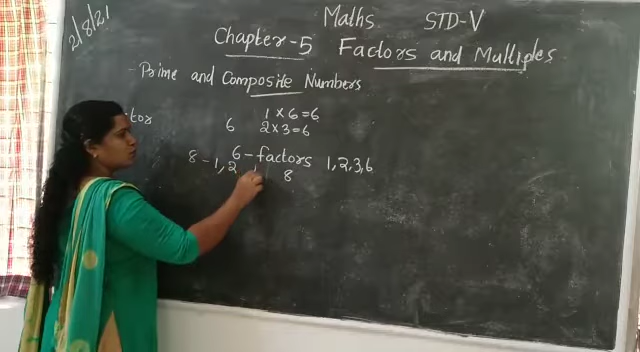 2/8/21
Maths STD-V
Chapter-5 Factors and Multiples
- Prime and Composite Numbers
tor
1 × 6 = 6
6 2 × 3 = 6
6 - factors 1, 2, 3, 6
8 - 1, 2 8